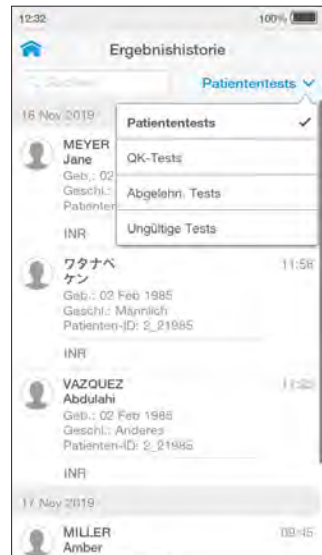 12:32 100%
Ergebnishistorie
Suchen
Patiententests
16 Nov 2019
Patiententests
QK-Tests
Abgelehn. Tests
Ungültige Tests
MEYER
Jane
Geb.: 02
Geschl.:
Patienten
INR
ワタナベ 11:58
ケン
Geb.: 02 Feb 1985
Geschl.: Männlich
Patienten-ID: 2_21985
INR
VAZQUEZ
Abdulahi
Geb.: 02 Feb 1985
Geschl.: Anderes
Patienten-ID: 2_21985
INR
17 Nov 2019
MILLER 09:45
Amber